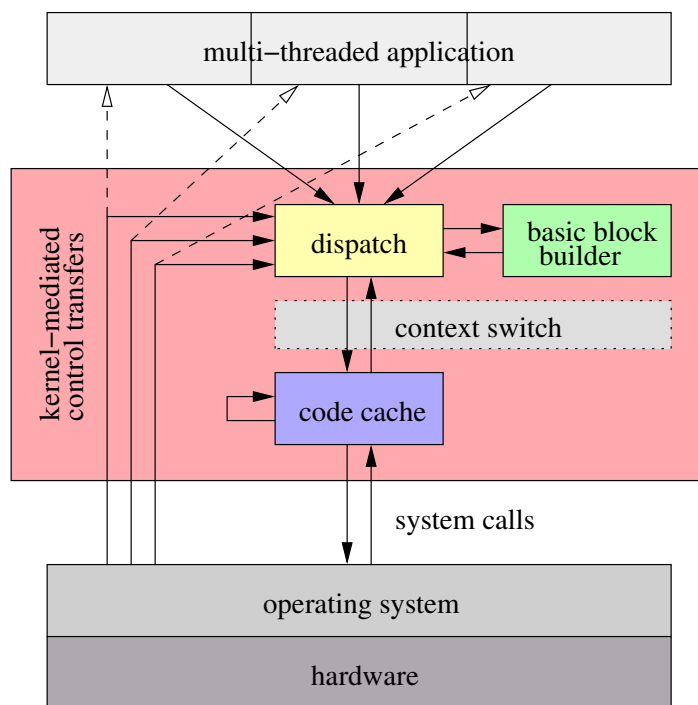 multi−threaded application
kernel−mediated
control transfers
dispatch
basic block
builder
context switch
code cache
system calls
operating system
hardware